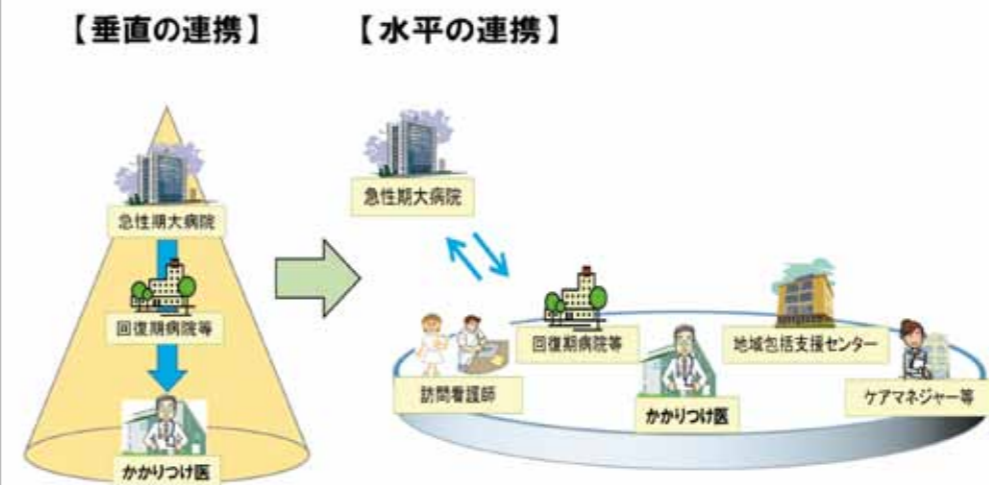 【垂直の連携】
【水平の連携】
急性期大病院
回復期病院等
かかりつけ医
急性期大病院
回復期病院等
地域包括支援センター
訪問看護師
かかりつけ医
ケアマネジャー等